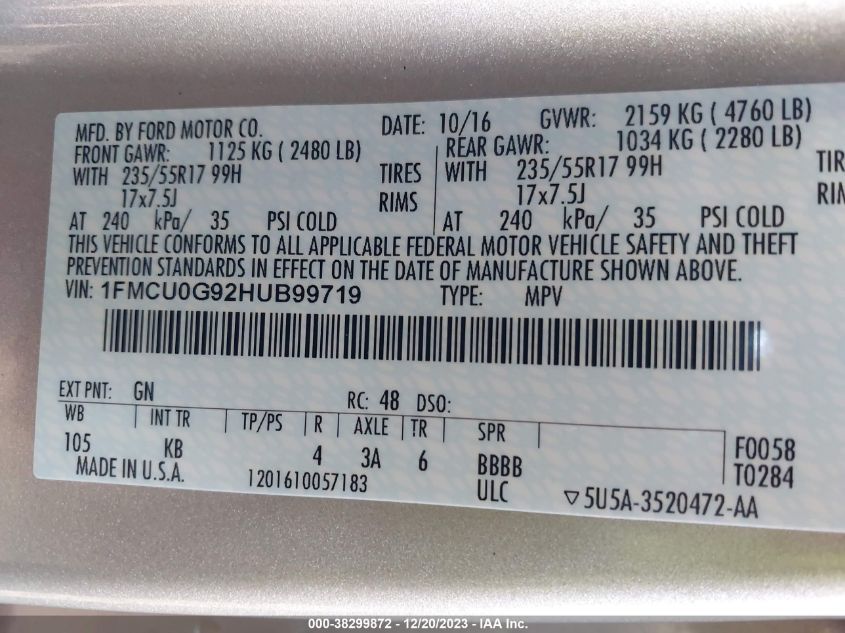 MFD. BY FORD MOTOR CO. DATE: 10/16 GVWR: 2159 KG ( 4760 LB)
FRONT GAWR: 1125 KG ( 2480 LB) REAR GAWR: 1034 KG ( 2280 LB)
WITH 235/55R17 99H TIRES WITH 235/55R17 99H
17x7.5J RIMS 17x7.5J
AT 240 kPa/ 35 PSI COLD AT 240 kPa/ 35 PSI COLD
THIS VEHICLE CONFORMS TO ALL APPLICABLE FEDERAL MOTOR VEHICLE SAFETY AND THEFT
PREVENTION STANDARDS IN EFFECT ON THE DATE OF MANUFACTURE SHOWN ABOVE.
VIN: 1FMCU0G92HUB99719 TYPE: MPV
EXT PNT: GN RC: 48 DSO:
WB INT TR TP/PS R AXLE TR SPR
105 KB 4 3A 6 BBBB F0058
MADE IN U.S.A. 1201610057183 ULC T0284
▽5U5A-3520472-AA
000-38299872 - 12/20/2023 - IAA Inc.